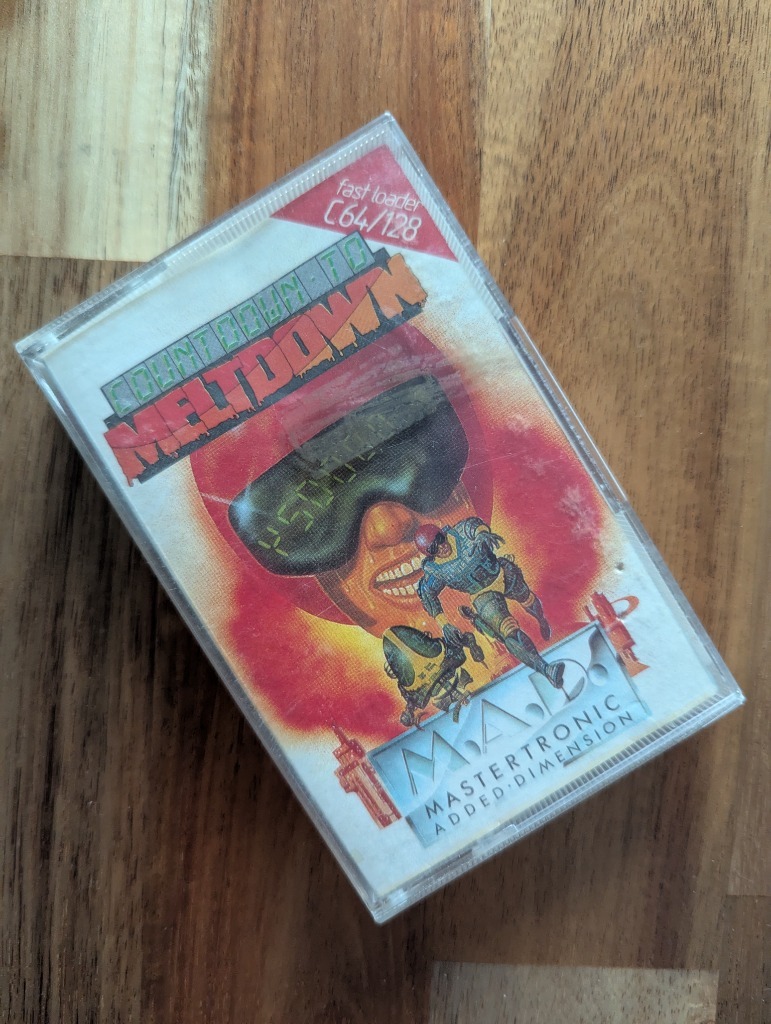 fast loader
C64/128
COUNTDOWN TO
MELTDOWN
M.A.D.
MASTERTRONIC
ADDED·DIMENSION